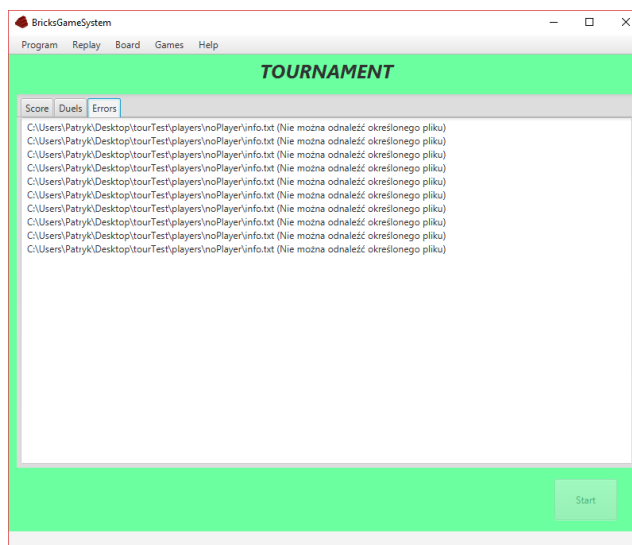 BricksGameSystem
Program Replay Board Games Help
TOURNAMENT
Score Duels Errors
C:\Users\Patryk\Desktop\tourTest\players\noPlayer\info.txt (Nie można odnaleźć określonego pliku)
C:\Users\Patryk\Desktop\tourTest\players\noPlayer\info.txt (Nie można odnaleźć określonego pliku)
C:\Users\Patryk\Desktop\tourTest\players\noPlayer\info.txt (Nie można odnaleźć określonego pliku)
C:\Users\Patryk\Desktop\tourTest\players\noPlayer\info.txt (Nie można odnaleźć określonego pliku)
C:\Users\Patryk\Desktop\tourTest\players\noPlayer\info.txt (Nie można odnaleźć określonego pliku)
C:\Users\Patryk\Desktop\tourTest\players\noPlayer\info.txt (Nie można odnaleźć określonego pliku)
C:\Users\Patryk\Desktop\tourTest\players\noPlayer\info.txt (Nie można odnaleźć określonego pliku)
C:\Users\Patryk\Desktop\tourTest\players\noPlayer\info.txt (Nie można odnaleźć określonego pliku)
C:\Users\Patryk\Desktop\tourTest\players\noPlayer\info.txt (Nie można odnaleźć określonego pliku)
C:\Users\Patryk\Desktop\tourTest\players\noPlayer\info.txt (Nie można odnaleźć określonego pliku)
Start